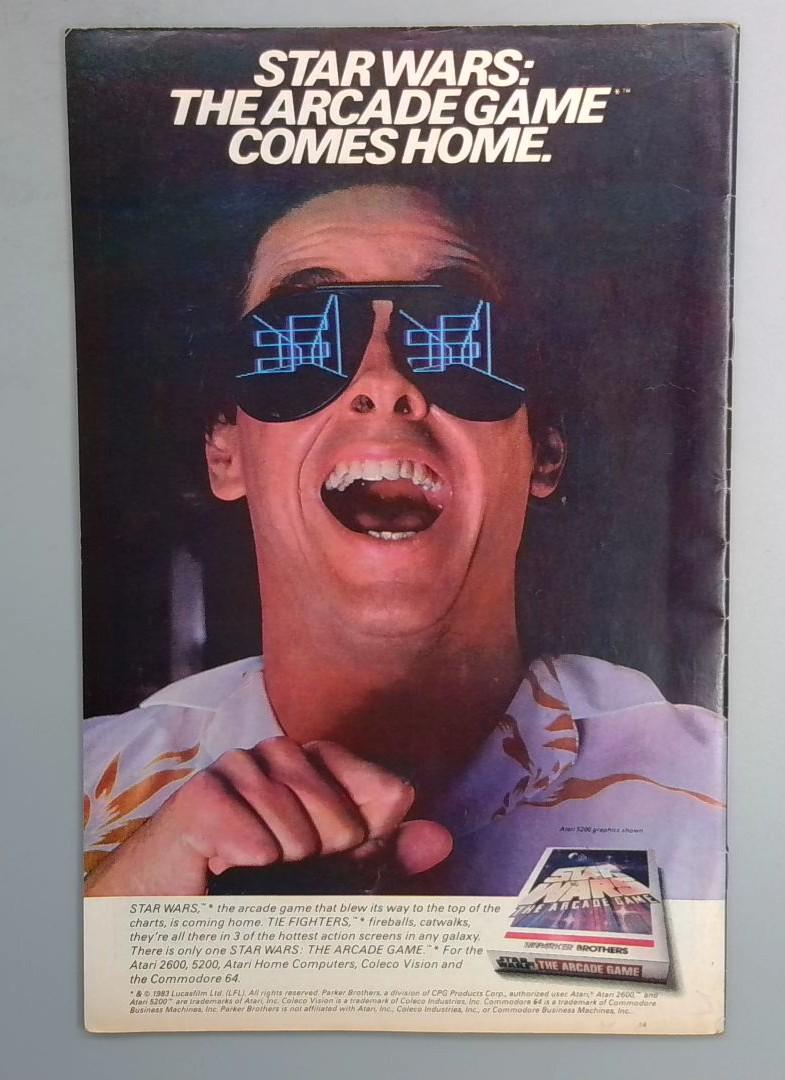 STAR WARS:
THE ARCADE GAME*™
COMES HOME.
Atari 5200 graphics shown
STAR WARS
THE ARCADE GAME
PARKER BROTHERS
STAR WARS THE ARCADE GAME
STAR WARS,™* the arcade game that blew its way to the top of the
charts, is coming home. TIE FIGHTERS,™* fireballs, catwalks,
they're all there in 3 of the hottest action screens in any galaxy.
There is only one STAR WARS: THE ARCADE GAME.™* For the
Atari 2600, 5200, Atari Home Computers, Coleco Vision and
the Commodore 64.
* & © 1983 Lucasfilm Ltd. (LFL). All rights reserved. Parker Brothers, a division of CPG Products Corp., authorized user. Atari,® Atari 2600,™ and
Atari 5200™ are trademarks of Atari, Inc. Coleco Vision is a trademark of Coleco Industries, Inc. Commodore 64 is a trademark of Commodore
Business Machines, Inc. Parker Brothers is not affiliated with Atari, Inc., Coleco Industries, Inc., or Commodore Business Machines, Inc.